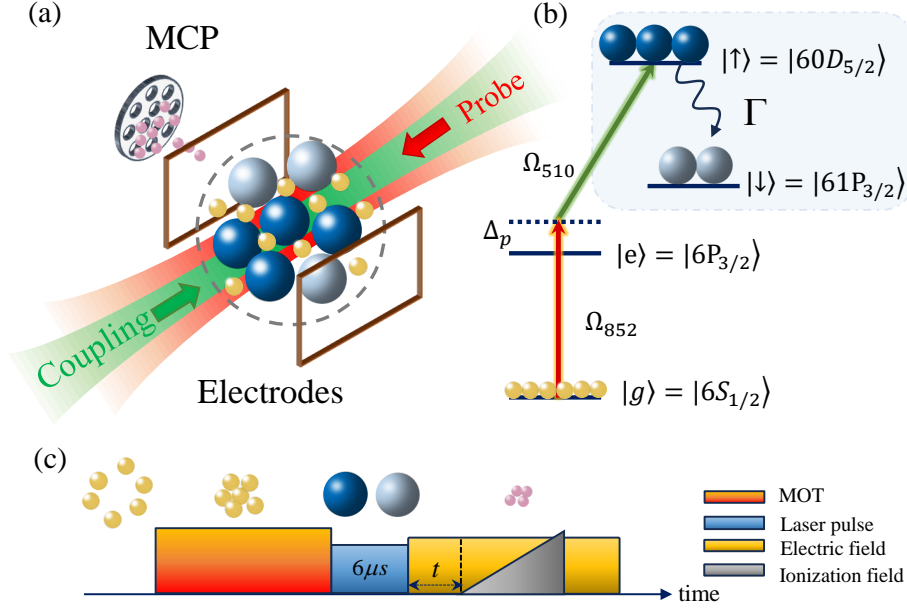 (a)
MCP
Probe
Coupling
Electrodes
(b)
|↑⟩ = |60D₅/₂⟩
Γ
|↓⟩ = |61P₃/₂⟩
Ω₅₁₀
Δₚ
|e⟩ = |6P₃/₂⟩
Ω₈₅₂
|g⟩ = |6S₁/₂⟩
(c)
6μs
t
time
MOT
Laser pulse
Electric field
Ionization field